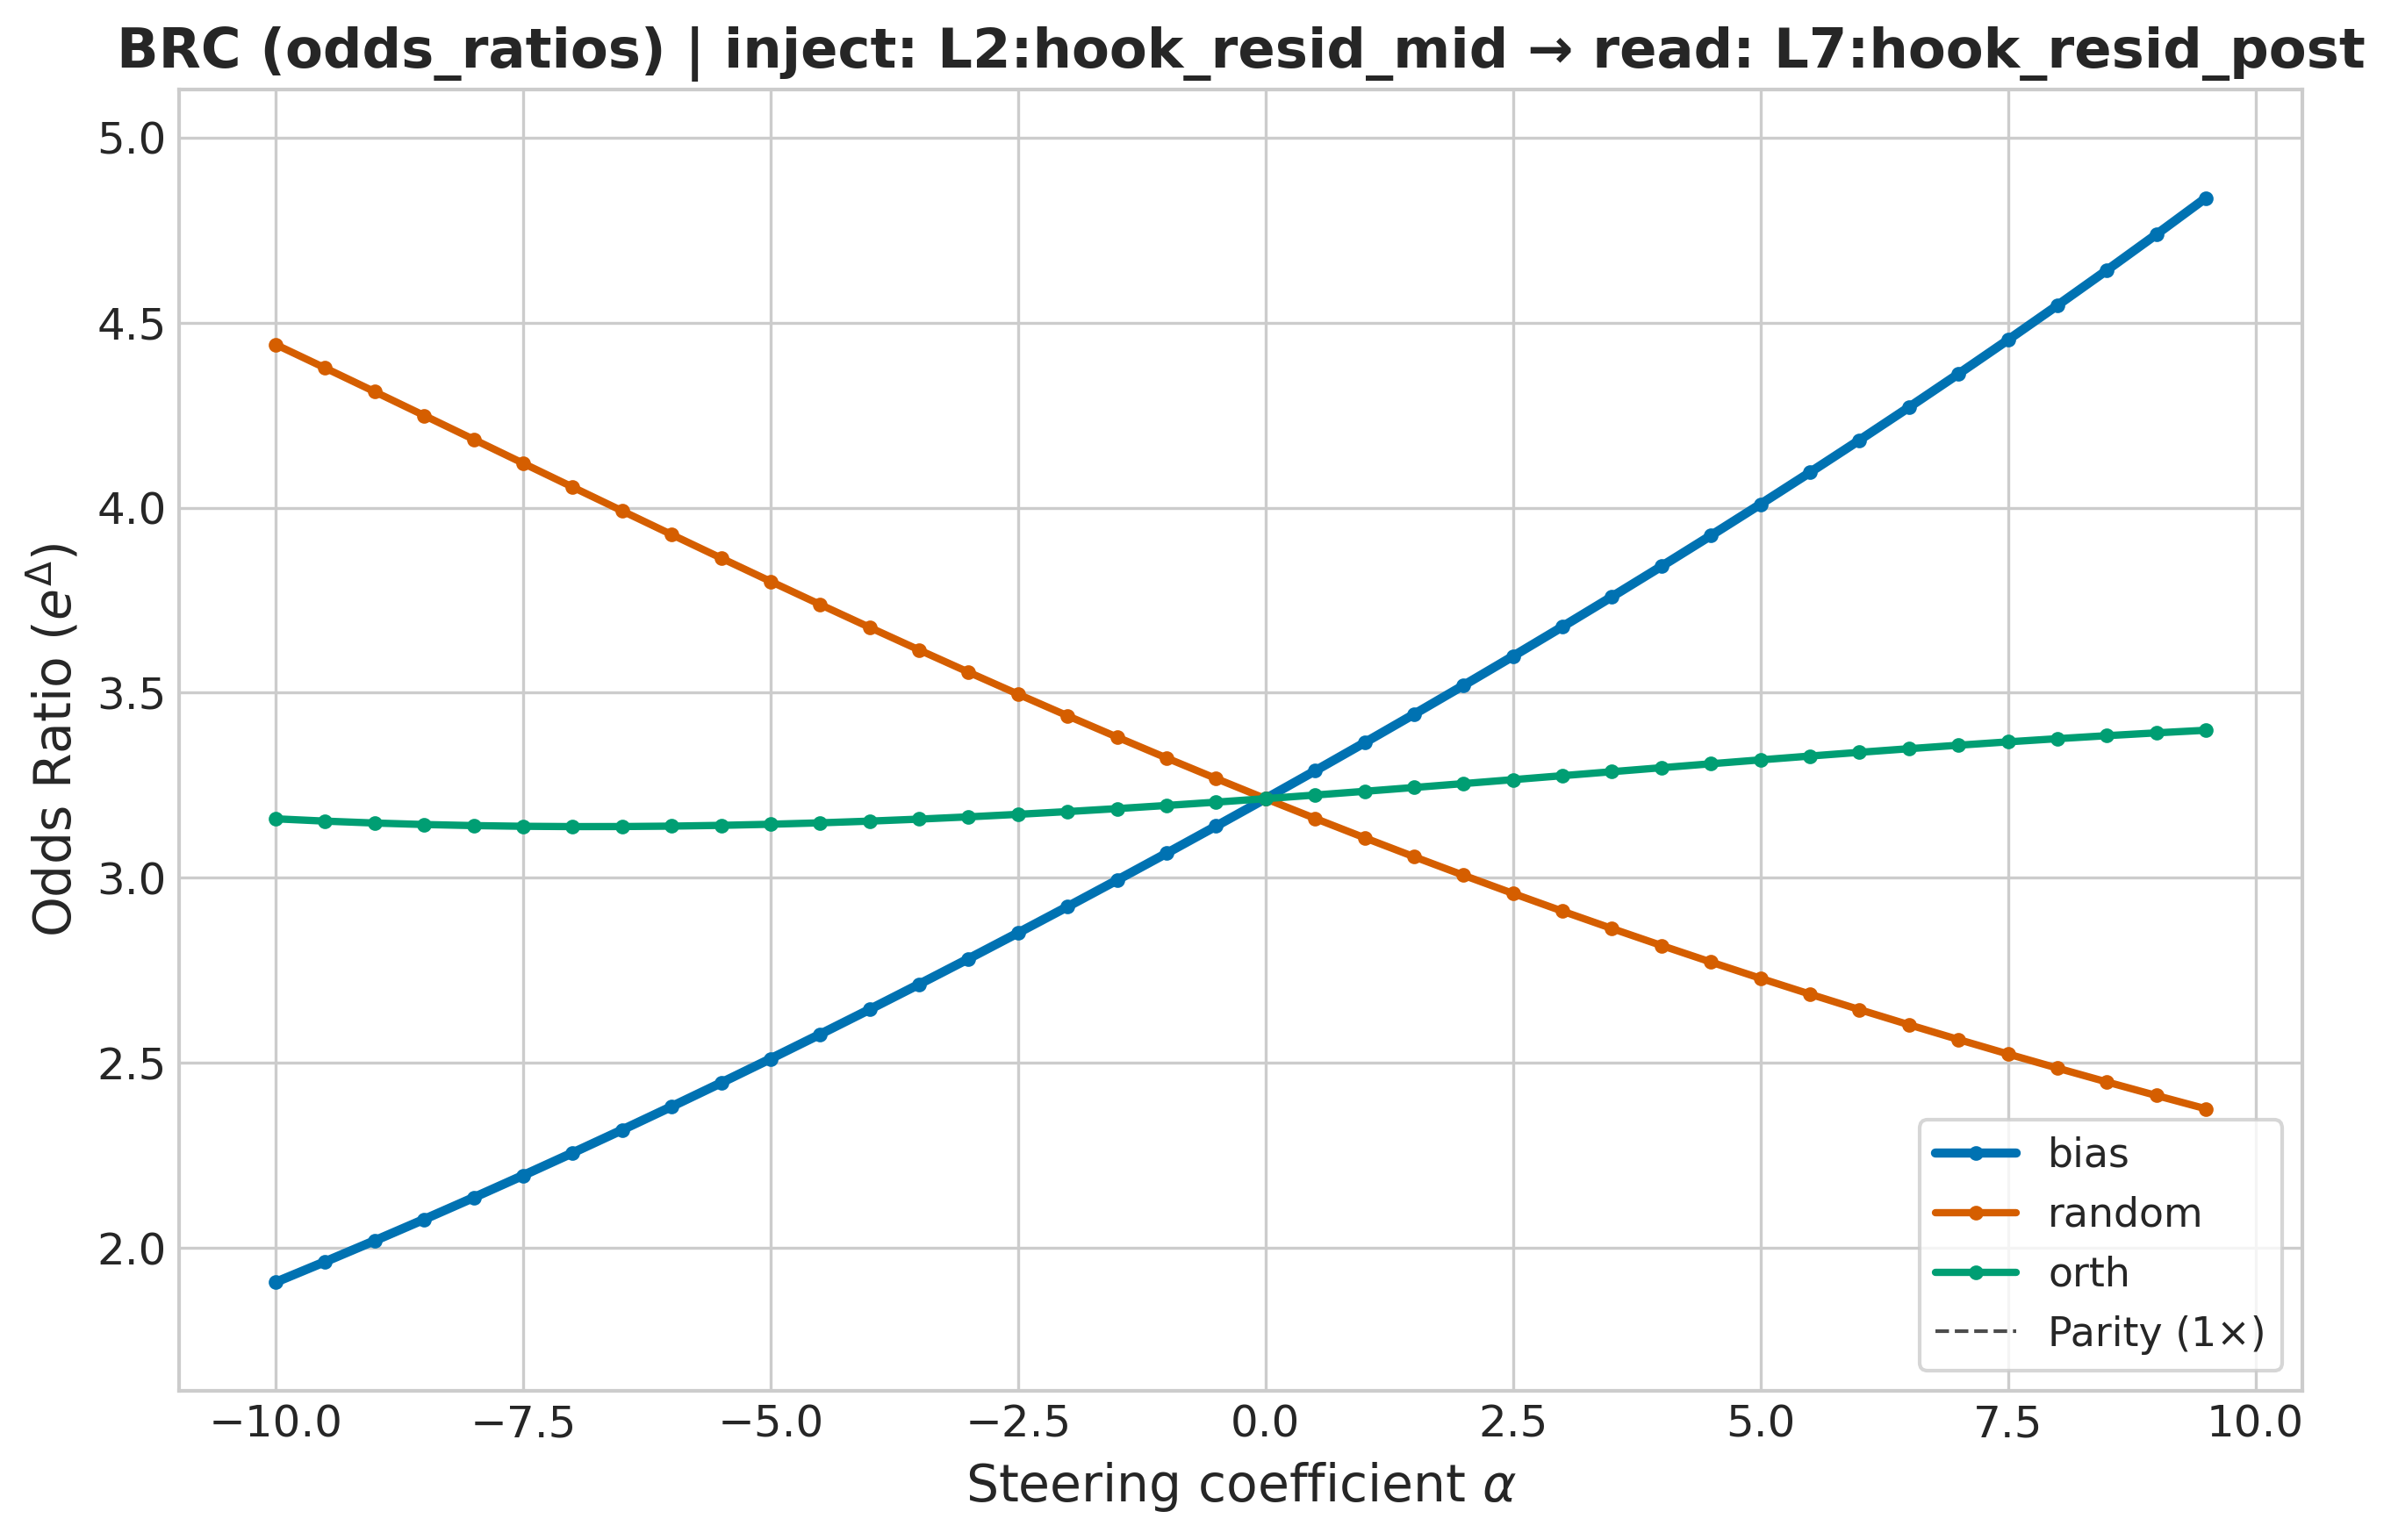 BRC (odds_ratios) | inject: L2:hook_resid_mid → read: L7:hook_resid_post
Odds Ratio (e^Δ)
5.0
4.5
4.0
3.5
3.0
2.5
2.0
−10.0 −7.5 −5.0 −2.5 0.0 2.5 5.0 7.5 10.0
Steering coefficient α
bias
random
orth
Parity (1×)